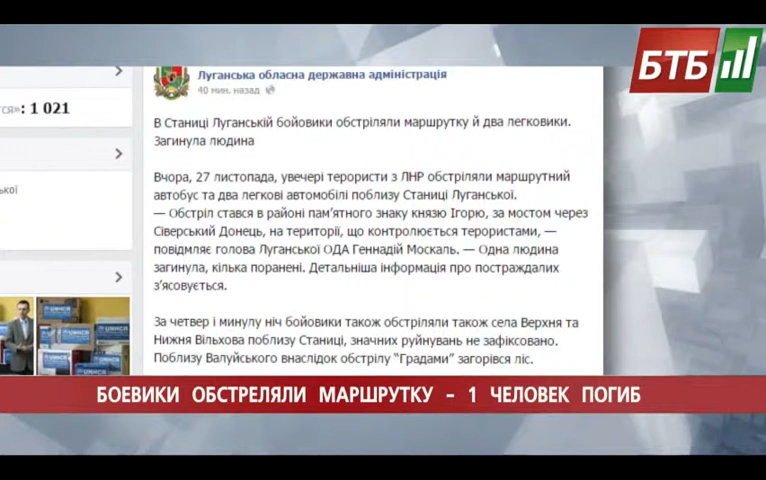 БТБ
Луганська обласна державна адміністрація
40 мин. назад
ся»: 1 021
В Станиці Луганській бойовики обстріляли маршрутку й два легковики.
Загинула людина
Вчора, 27 листопада, увечері терористи з ЛНР обстріляли маршрутний
автобус та два легкові автомобілі поблизу Станиці Луганської.
— Обстріл стався в районі пам'ятного знаку князю Ігорю, за мостом через
Сіверський Донець, на території, що контролюється терористами, —
повідмляє голова Луганської ОДА Геннадій Москаль. — Одна людина
загинула, кілька поранені. Детальніша інформація про постраждалих
з'ясовується.
ької
За четвер і минулу ніч бойовики також обстріляли також села Верхня та
Нижня Вільхова поблизу Станиці, значних руйнувань не зафіксовано.
Поблизу Валуйського внаслідок обстрілу "Градами" загорівся ліс.
БОЕВИКИ ОБСТРЕЛЯЛИ МАРШРУТКУ - 1 ЧЕЛОВЕК ПОГИБ